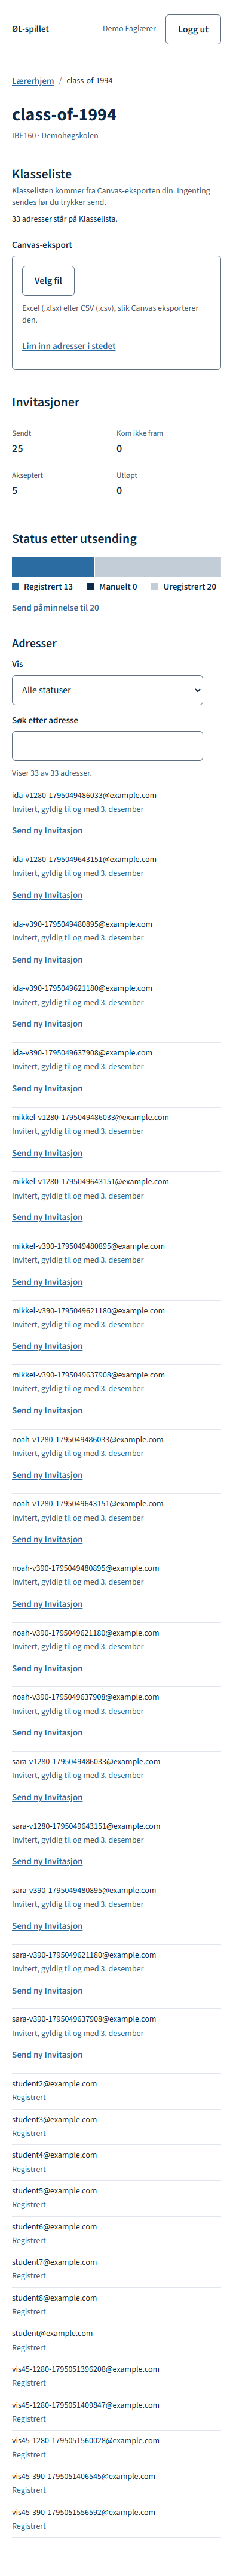 ØL-spillet
Demo Faglærer
Logg ut
Lærerhjem / class-of-1994
class-of-1994
IBE160 · Demohøgskolen
Klasseliste
Klasselisten kommer fra Canvas-eksporten din. Ingenting
sendes før du trykker send.
33 adresser står på Klasselista.
Canvas-eksport
Velg fil
Excel (.xlsx) eller CSV (.csv), slik Canvas eksporterer
den.
Lim inn adresser i stedet
Invitasjoner
Sendt
Kom ikke fram
25
0
Akseptert
Utløpt
5
0
Status etter utsending
Registrert 13
Manuelt 0
Uregistrert 20
Send påminnelse til 20
Adresser
Vis
Alle statuser
Søk etter adresse
Viser 33 av 33 adresser.
ida-v1280-1795049486033@example.com
Invitert, gyldig til og med 3. desember
Send ny Invitasjon
ida-v1280-1795049643151@example.com
Invitert, gyldig til og med 3. desember
Send ny Invitasjon
ida-v390-1795049480895@example.com
Invitert, gyldig til og med 3. desember
Send ny Invitasjon
ida-v390-1795049621180@example.com
Invitert, gyldig til og med 3. desember
Send ny Invitasjon
ida-v390-1795049637908@example.com
Invitert, gyldig til og med 3. desember
Send ny Invitasjon
mikkel-v1280-1795049486033@example.com
Invitert, gyldig til og med 3. desember
Send ny Invitasjon
mikkel-v1280-1795049643151@example.com
Invitert, gyldig til og med 3. desember
Send ny Invitasjon
mikkel-v390-1795049480895@example.com
Invitert, gyldig til og med 3. desember
Send ny Invitasjon
mikkel-v390-1795049621180@example.com
Invitert, gyldig til og med 3. desember
Send ny Invitasjon
mikkel-v390-1795049637908@example.com
Invitert, gyldig til og med 3. desember
Send ny Invitasjon
noah-v1280-1795049486033@example.com
Invitert, gyldig til og med 3. desember
Send ny Invitasjon
noah-v1280-1795049643151@example.com
Invitert, gyldig til og med 3. desember
Send ny Invitasjon
noah-v390-1795049480895@example.com
Invitert, gyldig til og med 3. desember
Send ny Invitasjon
noah-v390-1795049621180@example.com
Invitert, gyldig til og med 3. desember
Send ny Invitasjon
noah-v390-1795049637908@example.com
Invitert, gyldig til og med 3. desember
Send ny Invitasjon
sara-v1280-1795049486033@example.com
Invitert, gyldig til og med 3. desember
Send ny Invitasjon
sara-v1280-1795049643151@example.com
Invitert, gyldig til og med 3. desember
Send ny Invitasjon
sara-v390-1795049480895@example.com
Invitert, gyldig til og med 3. desember
Send ny Invitasjon
sara-v390-1795049621180@example.com
Invitert, gyldig til og med 3. desember
Send ny Invitasjon
sara-v390-1795049637908@example.com
Invitert, gyldig til og med 3. desember
Send ny Invitasjon
student2@example.com
Registrert
student3@example.com
Registrert
student4@example.com
Registrert
student5@example.com
Registrert
student6@example.com
Registrert
student7@example.com
Registrert
student8@example.com
Registrert
student@example.com
Registrert
vis45-1280-1795051396208@example.com
Registrert
vis45-1280-1795051409847@example.com
Registrert
vis45-1280-1795051560028@example.com
Registrert
vis45-390-1795051406545@example.com
Registrert
vis45-390-1795051556592@example.com
Registrert